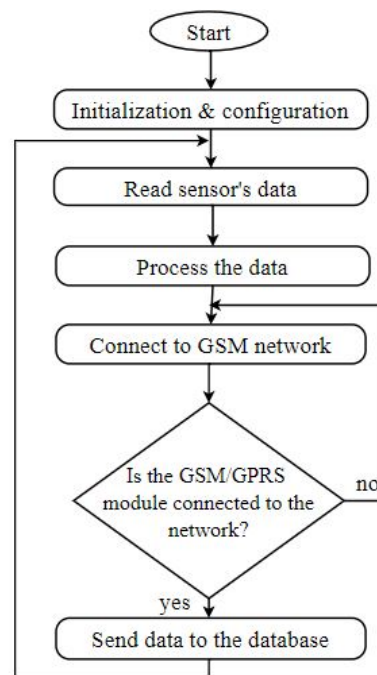 Start
Initialization & configuration
Read sensor's data
Process the data
Connect to GSM network
Is the GSM/GPRS
module connected to the
network?
no
yes
Send data to the database